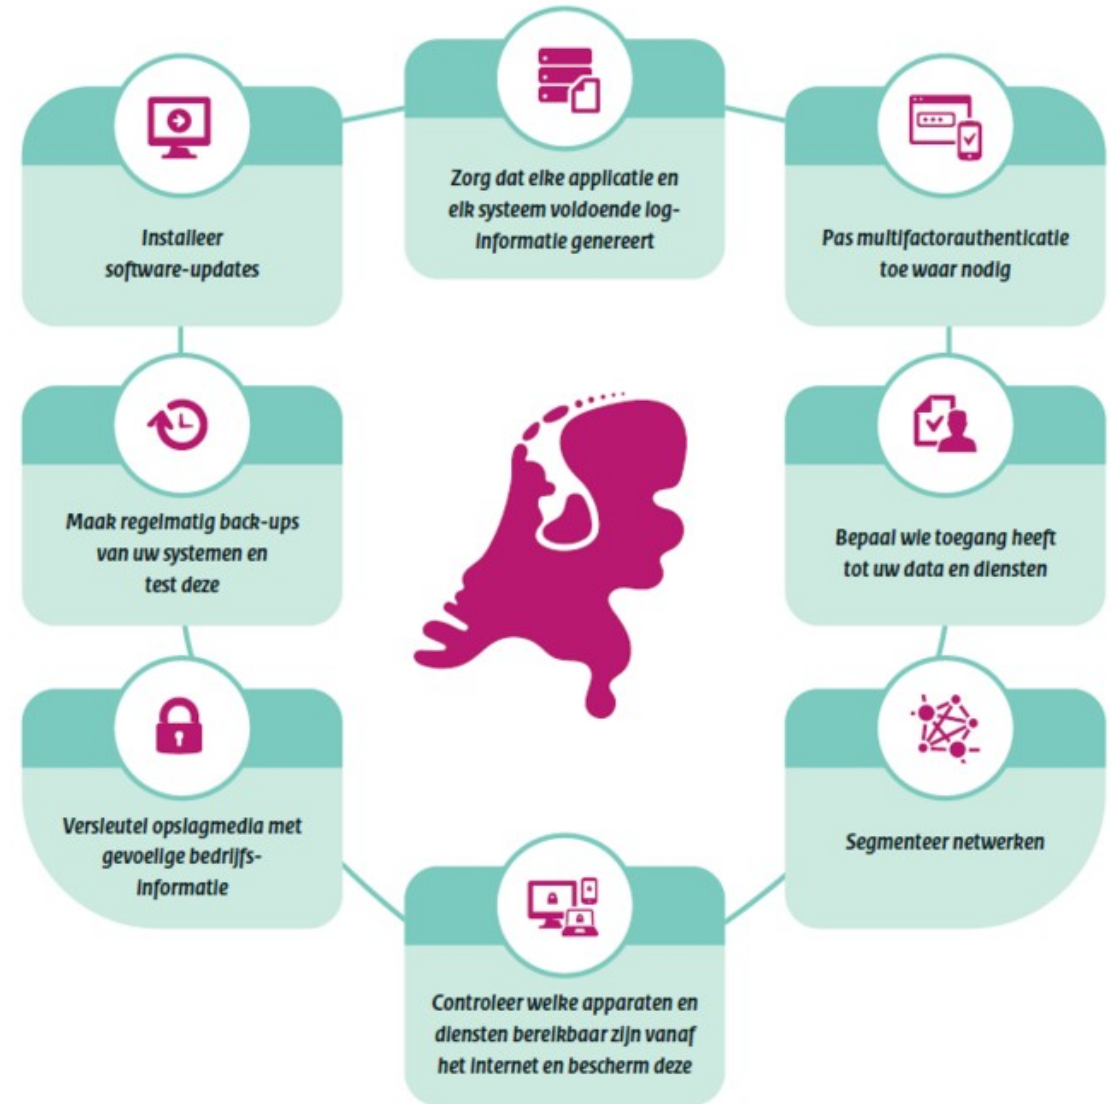 Zorg dat elke applicatie en
elk systeem voldoende log-
informatie genereert
Installeer
software-updates
Pas multifactorauthenticatie
toe waar nodig
Maak regelmatig back-ups
van uw systemen en
test deze
Bepaal wie toegang heeft
tot uw data en diensten
Versleutel opslagmedia met
gevoelige bedrijfs-
informatie
Segmenteer netwerken
Controleer welke apparaten en
diensten bereikbaar zijn vanaf
het internet en bescherm deze